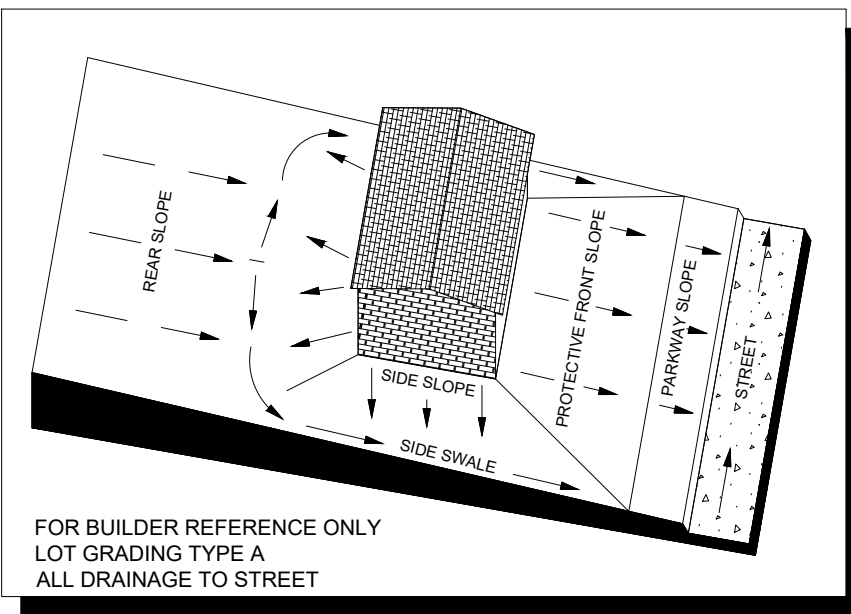 REAR SLOPE
SIDE SLOPE
SIDE SWALE
PROTECTIVE FRONT SLOPE
PARKWAY SLOPE
STREET
FOR BUILDER REFERENCE ONLY
LOT GRADING TYPE A
ALL DRAINAGE TO STREET